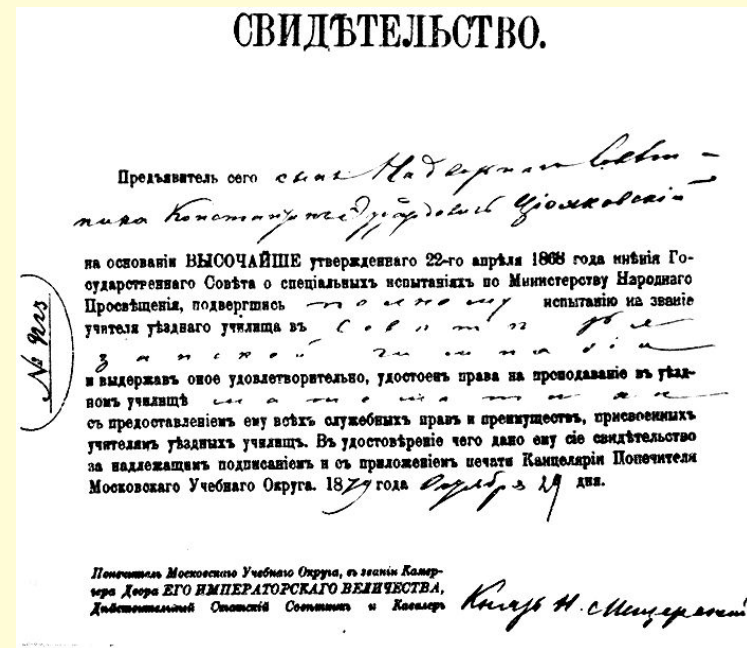 СВИДѢТЕЛЬСТВО.
Предъявитель сего сынъ Надворнаго Совѣт-
ника Константинъ Эдуардовичъ Ціолковскій
на основаніи ВЫСОЧАЙШЕ утвержденнаго 22-го апрѣля 1868 года мнѣнія Го-
сударственнаго Совѣта о спеціальныхъ испытаніяхъ по Министерству Народнаго
Просвѣщенія, подвергшись полному испытанію на званіе
учителя уѣзднаго училища въ Совѣтѣ Ря
занской гимназіи
и выдержавъ оное удовлетворительно, удостоенъ права на преподаваніе въ уѣзд-
номъ училищѣ математики
съ предоставленіемъ ему всѣхъ служебныхъ правъ и преимуществъ, присвоенныхъ
учителямъ уѣздныхъ училищъ. Въ удостовѣреніе чего дано ему сіе свидѣтельство
за надлежащимъ подписаніемъ и съ приложеніемъ печати Канцеляріи Попечителя
Московскаго Учебнаго Округа. 1879 года Октября 29 дня.
Попечитель Московскаго Учебнаго Округа, въ званіи Камер-
гера Двора ЕГО ИМПЕРАТОРСКАГО ВЕЛИЧЕСТВА,
Дѣйствительный Статскій Совѣтникъ и Кавалеръ Князь Н. Мещерскій